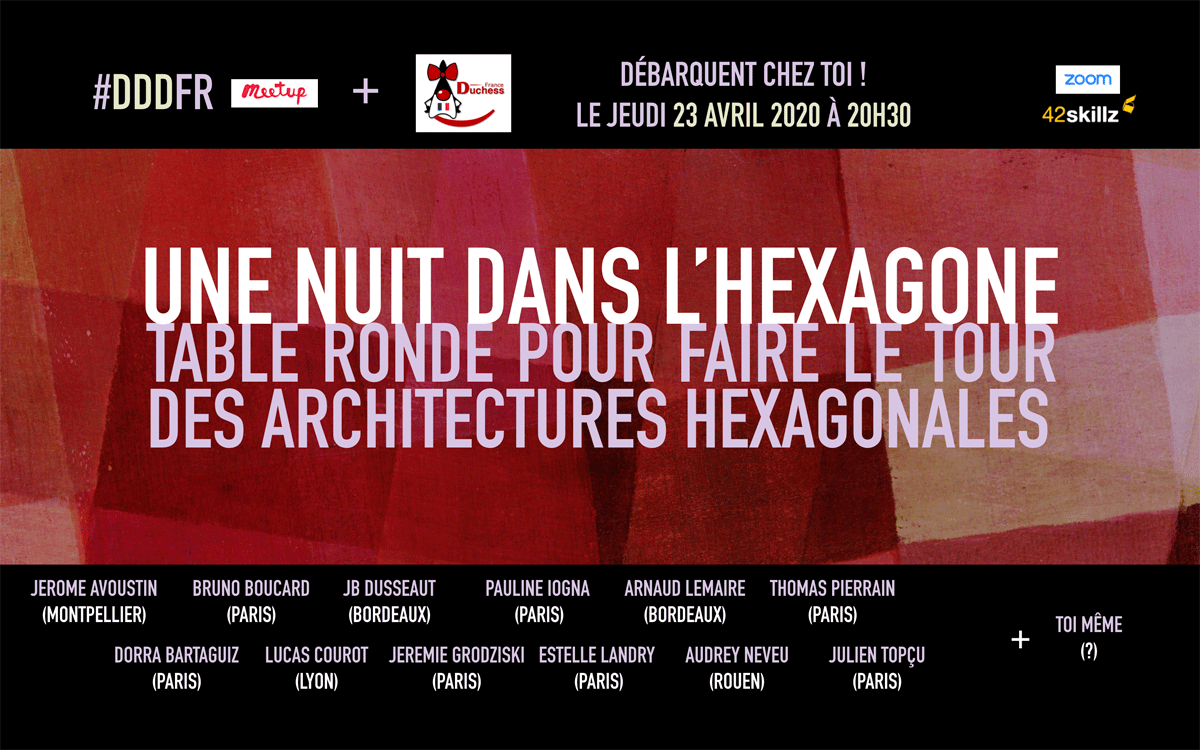 #DDDFR
meetup
+
France
Duchess
DÉBARQUENT CHEZ TOI !
LE JEUDI 23 AVRIL 2020 À 20H30
zoom
42skillz
UNE NUIT DANS L'HEXAGONE
TABLE RONDE POUR FAIRE LE TOUR
DES ARCHITECTURES HEXAGONALES
JEROME AVOUSTIN
(MONTPELLIER)
BRUNO BOUCARD
(PARIS)
JB DUSSEAUT
(BORDEAUX)
PAULINE IOGNA
(PARIS)
ARNAUD LEMAIRE
(BORDEAUX)
THOMAS PIERRAIN
(PARIS)
DORRA BARTAGUIZ
(PARIS)
LUCAS COUROT
(LYON)
JEREMIE GRODZISKI
(PARIS)
ESTELLE LANDRY
(PARIS)
AUDREY NEVEU
(ROUEN)
JULIEN TOPÇU
(PARIS)
+
TOI MÊME
(?)